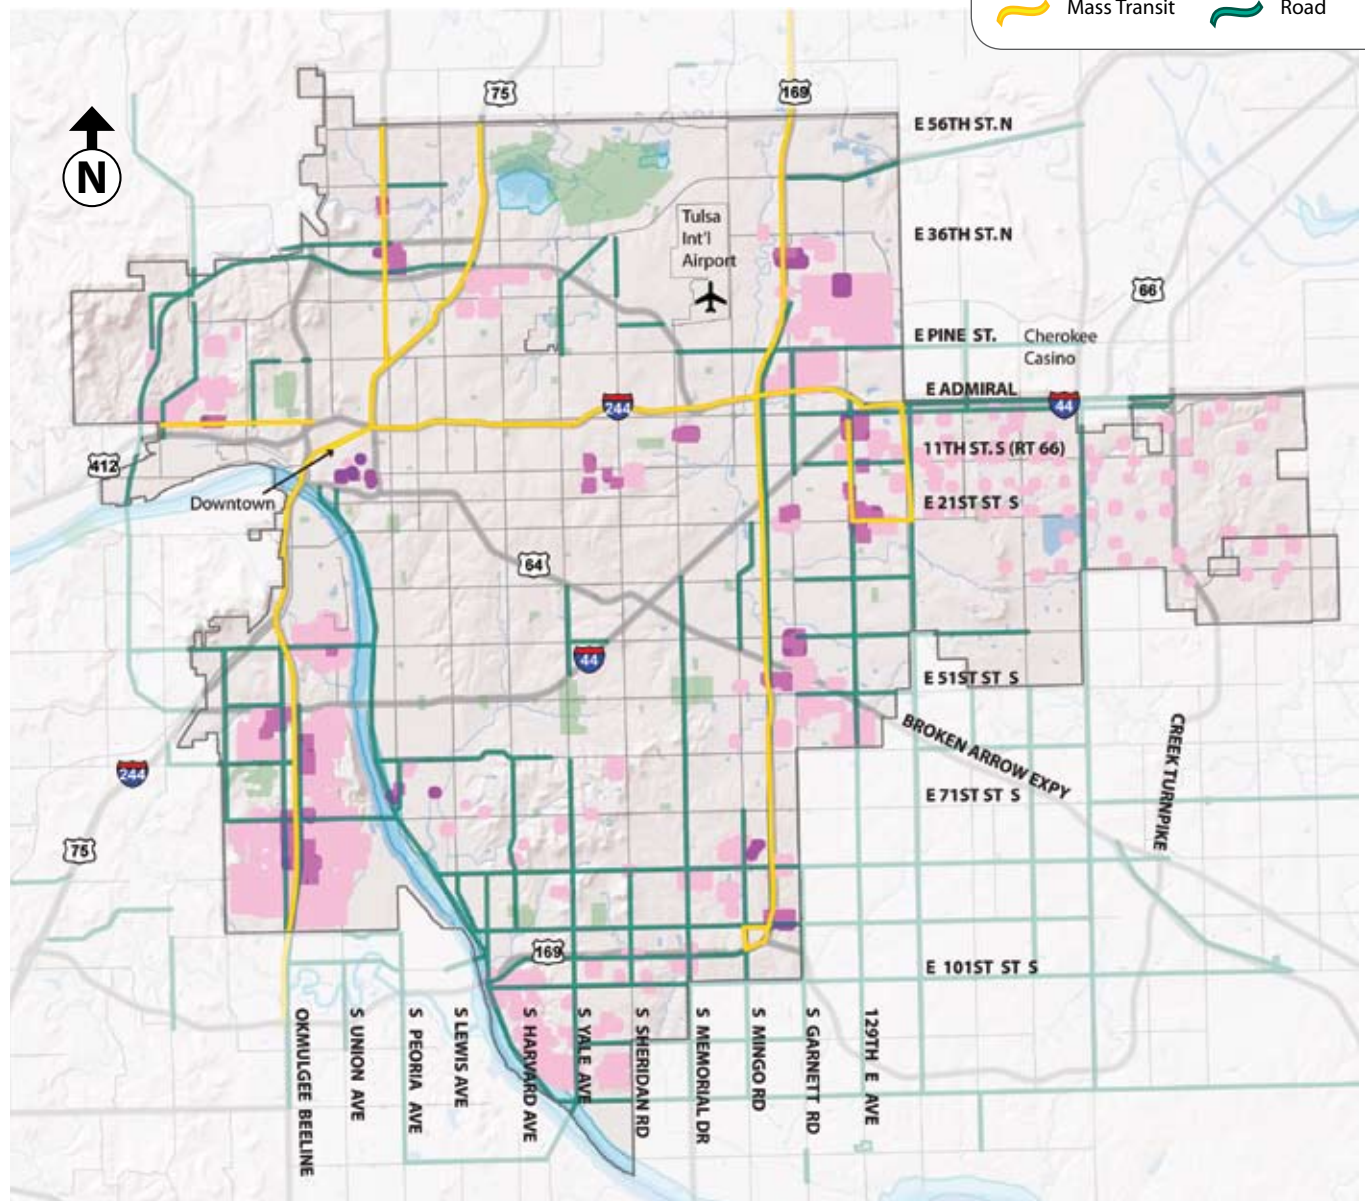 Mass Transit
Road
N
75
169
E 56TH ST. N
Tulsa
Int'l
Airport
E 36TH ST. N
66
E PINE ST.
Cherokee
Casino
E ADMIRAL
244
44
11TH ST. S (RT 66)
412
Downtown
E 21ST ST S
64
44
E 51ST ST S
BROKEN ARROW EXPY
CREEK TURNPIKE
244
E 71ST ST S
75
169
E 101ST ST S
OKMULGEE BEELINE
S UNION AVE
S PEORIA AVE
S LEWIS AVE
S HARVARD AVE
S YALE AVE
S SHERIDAN RD
S MEMORIAL DR
S MINGO RD
S GARNETT RD
129TH E AVE